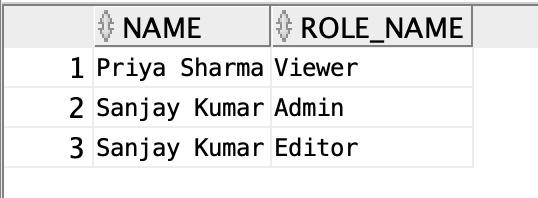 NAME ROLE_NAME
1 Priya Sharma Viewer
2 Sanjay Kumar Admin
3 Sanjay Kumar Editor